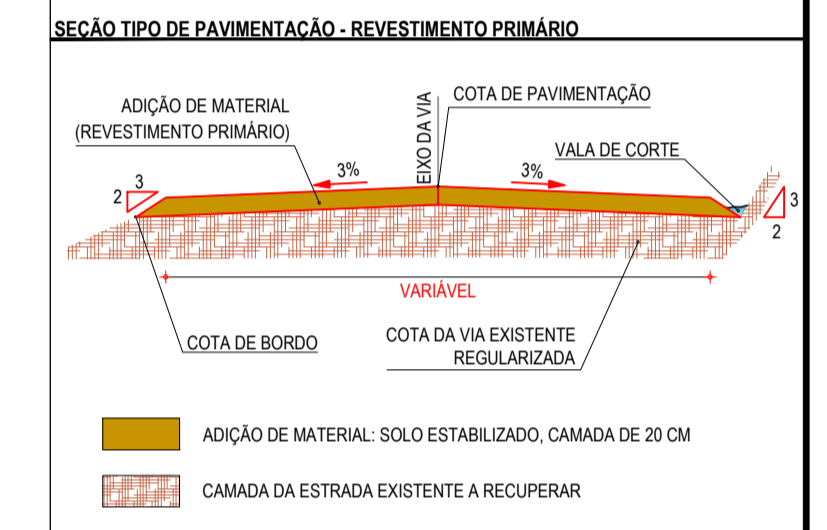 SEÇÃO TIPO DE PAVIMENTAÇÃO - REVESTIMENTO PRIMÁRIO
ADIÇÃO DE MATERIAL
(REVESTIMENTO PRIMÁRIO)
EIXO DA VIA
COTA DE PAVIMENTAÇÃO
VALA DE CORTE
3%
3%
3
2
3
2
VARIÁVEL
COTA DE BORDO
COTA DA VIA EXISTENTE
REGULARIZADA
ADIÇÃO DE MATERIAL: SOLO ESTABILIZADO, CAMADA DE 20 CM
CAMADA DA ESTRADA EXISTENTE A RECUPERAR